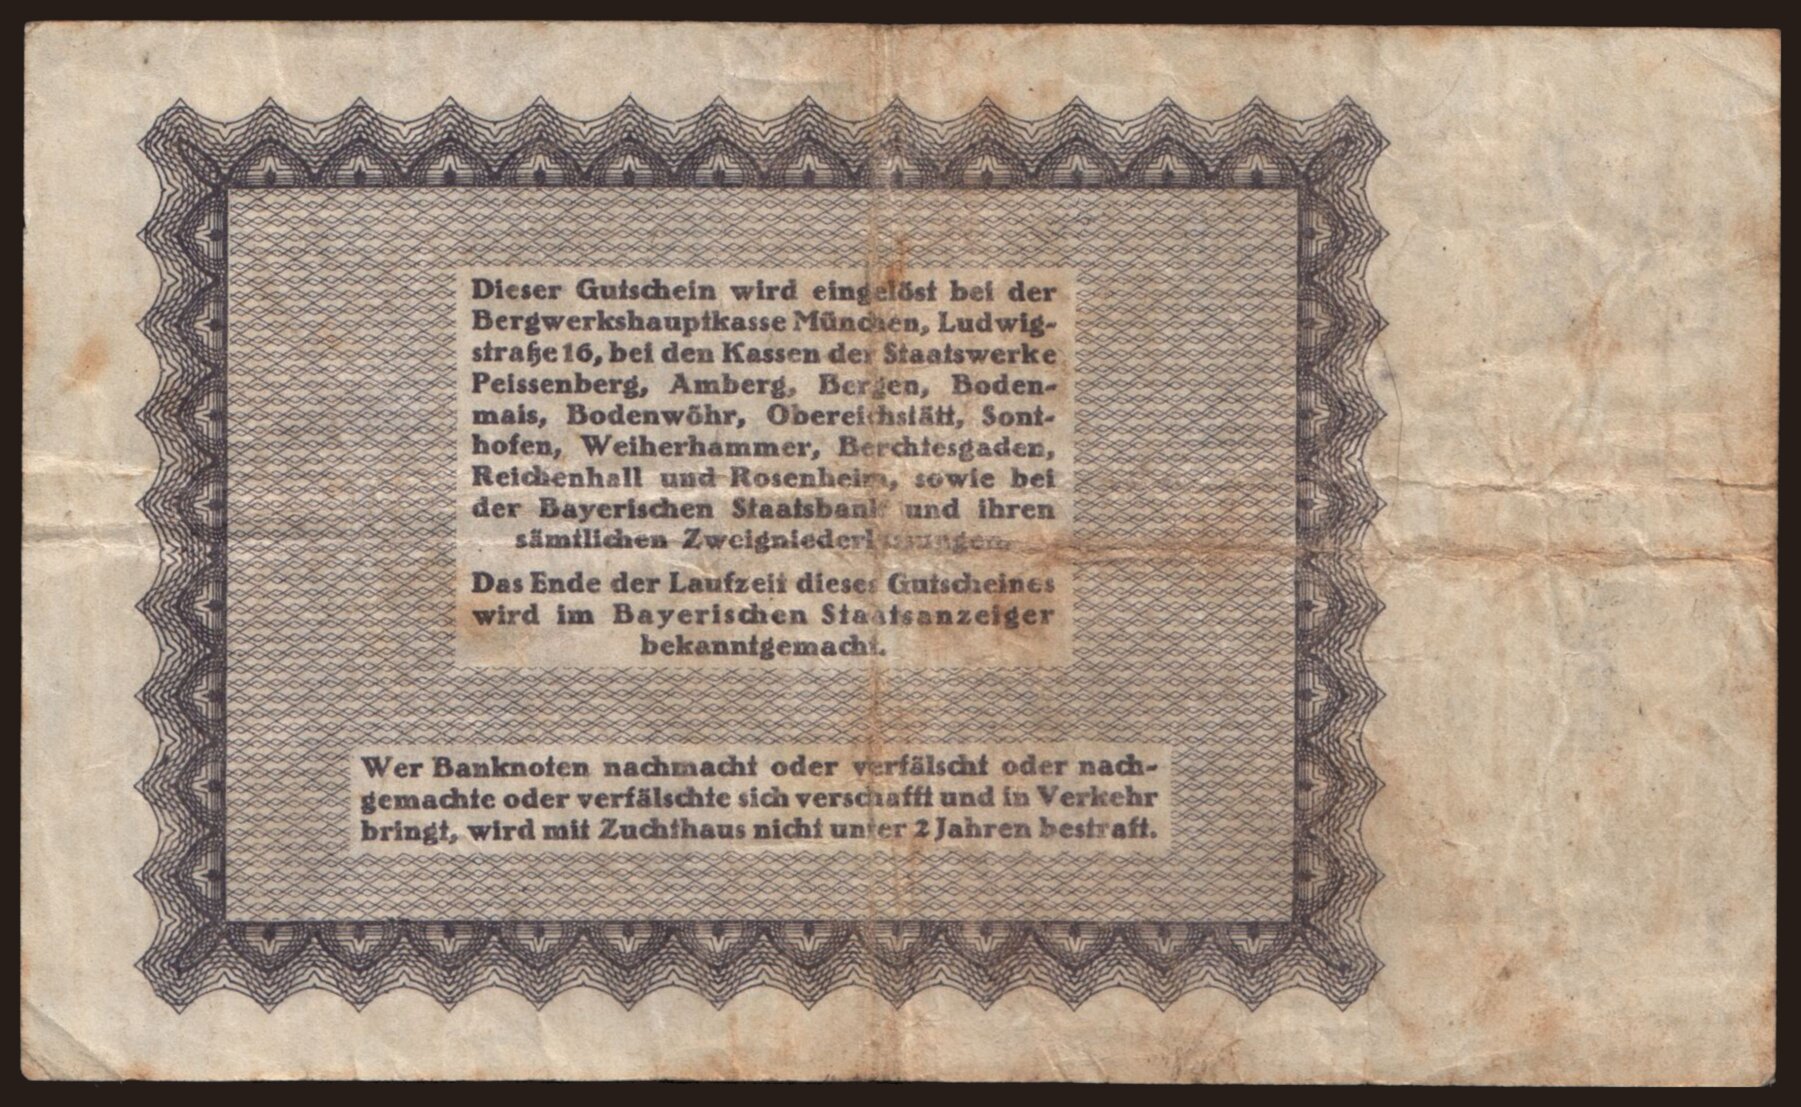 Dieser Gutschein wird eingelöst bei der
Bergwerkshauptkasse München, Ludwig-
straße 16, bei den Kassen der Staatswerke
Peissenberg, Amberg, Bergen, Boden-
mais, Bodenwöhr, Obereichstätt, Sont-
hofen, Weiherhammer, Berchtesgaden,
Reichenhall und Rosenheim, sowie bei
der Bayerischen Staatsbank und ihren
sämtlichen Zweigniederlassungen.
Das Ende der Laufzeit dieses Gutscheines
wird im Bayerischen Staatsanzeiger
bekanntgemacht.
Wer Banknoten nachmacht oder verfälscht oder nach-
gemachte oder verfälschte sich verschafft und in Verkehr
bringt, wird mit Zuchthaus nicht unter 2 Jahren bestraft.